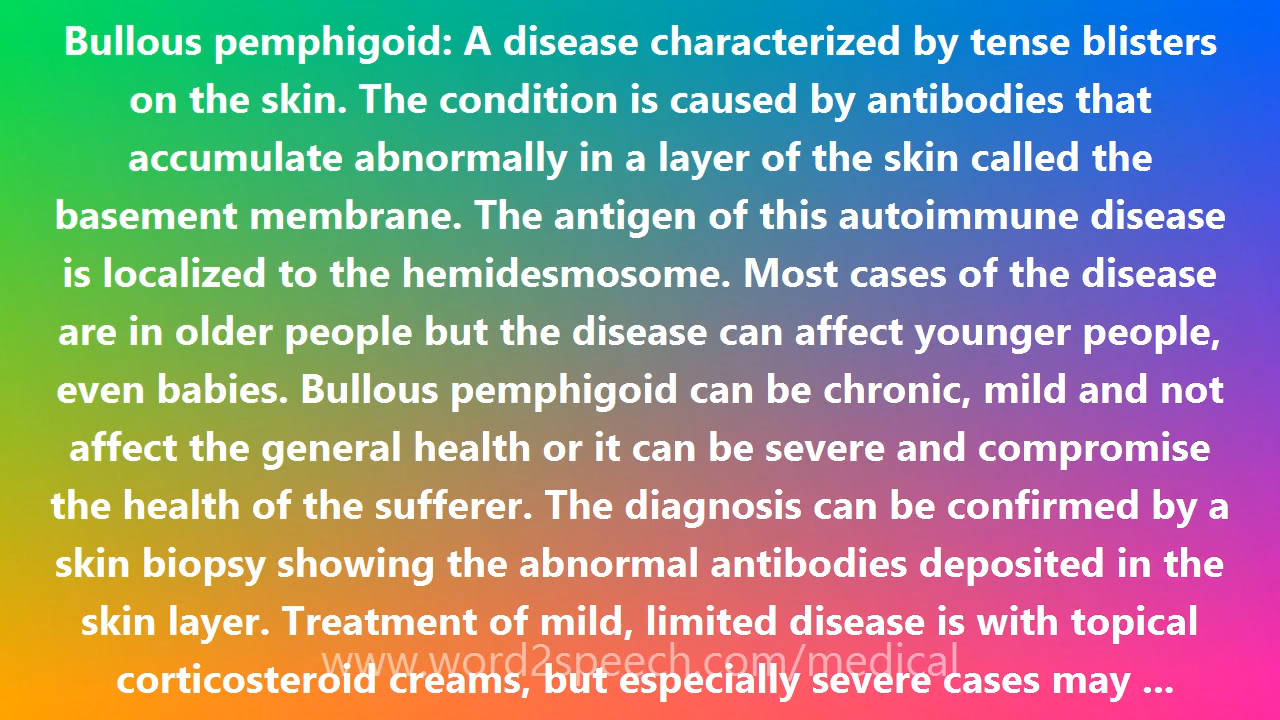 Bullous pemphigoid: A disease characterized by tense blisters
on the skin. The condition is caused by antibodies that
accumulate abnormally in a layer of the skin called the
basement membrane. The antigen of this autoimmune disease
is localized to the hemidesmosome. Most cases of the disease
are in older people but the disease can affect younger people,
even babies. Bullous pemphigoid can be chronic, mild and not
affect the general health or it can be severe and compromise
the health of the sufferer. The diagnosis can be confirmed by a
skin biopsy showing the abnormal antibodies deposited in the
skin layer. Treatment of mild, limited disease is with topical
www.word2speech.com/medical
corticosteroid creams, but especially severe cases may ...